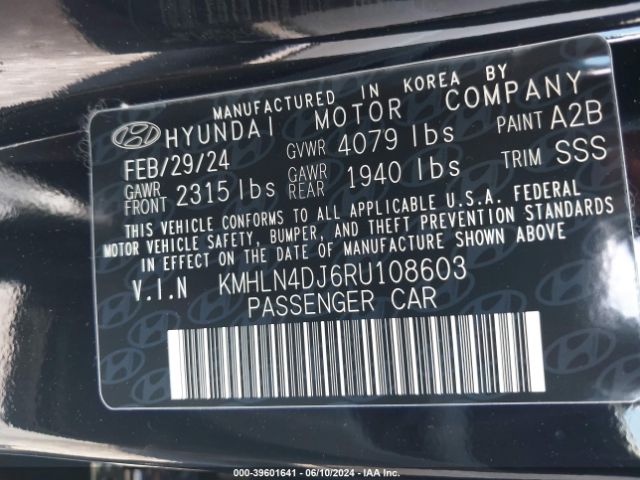 MANUFACTURED IN KOREA BY
HYUNDAI MOTOR COMPANY
FEB/29/24 GVWR 4079 lbs PAINT A2B
GAWR FRONT 2315 lbs GAWR REAR 1940 lbs TRIM SSS
THIS VEHICLE CONFORMS TO ALL APPLICABLE U.S.A. FEDERAL
MOTOR VEHICLE SAFETY, BUMPER, AND THEFT PREVENTION STANDARDS
IN EFFECT ON THE DATE OF MANUFACTURE SHOWN ABOVE
V.I.N KMHLN4DJ6RU108603
PASSENGER CAR
000-39601641 - 06/10/2024 - IAA Inc.